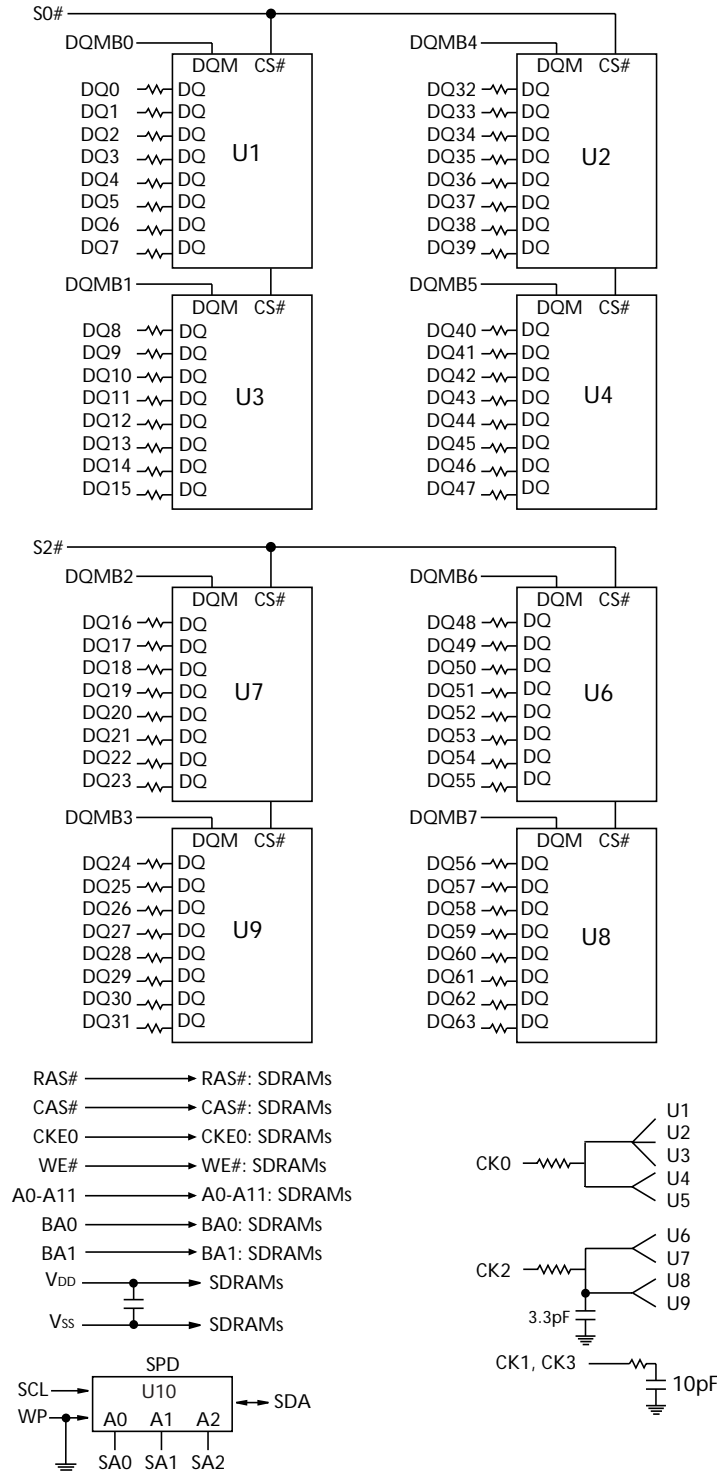 S0#
DQMB0
DQM CS#
DQ0 DQ
DQ1 DQ
DQ2 DQ
DQ3 DQ
DQ4 DQ
DQ5 DQ
DQ6 DQ
DQ7 DQ
U1
DQMB4
DQM CS#
DQ32 DQ
DQ33 DQ
DQ34 DQ
DQ35 DQ
DQ36 DQ
DQ37 DQ
DQ38 DQ
DQ39 DQ
U2
DQMB1
DQM CS#
DQ8 DQ
DQ9 DQ
DQ10 DQ
DQ11 DQ
DQ12 DQ
DQ13 DQ
DQ14 DQ
DQ15 DQ
U3
DQMB5
DQM CS#
DQ40 DQ
DQ41 DQ
DQ42 DQ
DQ43 DQ
DQ44 DQ
DQ45 DQ
DQ46 DQ
DQ47 DQ
U4
S2#
DQMB2
DQM CS#
DQ16 DQ
DQ17 DQ
DQ18 DQ
DQ19 DQ
DQ20 DQ
DQ21 DQ
DQ22 DQ
DQ23 DQ
U7
DQMB6
DQM CS#
DQ48 DQ
DQ49 DQ
DQ50 DQ
DQ51 DQ
DQ52 DQ
DQ53 DQ
DQ54 DQ
DQ55 DQ
U6
DQMB3
DQM CS#
DQ24 DQ
DQ25 DQ
DQ26 DQ
DQ27 DQ
DQ28 DQ
DQ29 DQ
DQ30 DQ
DQ31 DQ
U9
DQMB7
DQM CS#
DQ56 DQ
DQ57 DQ
DQ58 DQ
DQ59 DQ
DQ60 DQ
DQ61 DQ
DQ62 DQ
DQ63 DQ
U8
RAS# RAS#: SDRAMs
CAS# CAS#: SDRAMs
CKE0 CKE0: SDRAMs
WE# WE#: SDRAMs
A0-A11 A0-A11: SDRAMs
BA0 BA0: SDRAMs
BA1 BA1: SDRAMs
VDD SDRAMs
VSS SDRAMs
CK0
U1
U2
U3
U4
U5
CK2
U6
U7
U8
U9
3.3pF
CK1, CK3
10pF
SPD
SCL
U10
SDA
WP
A0 A1 A2
SA0 SA1 SA2